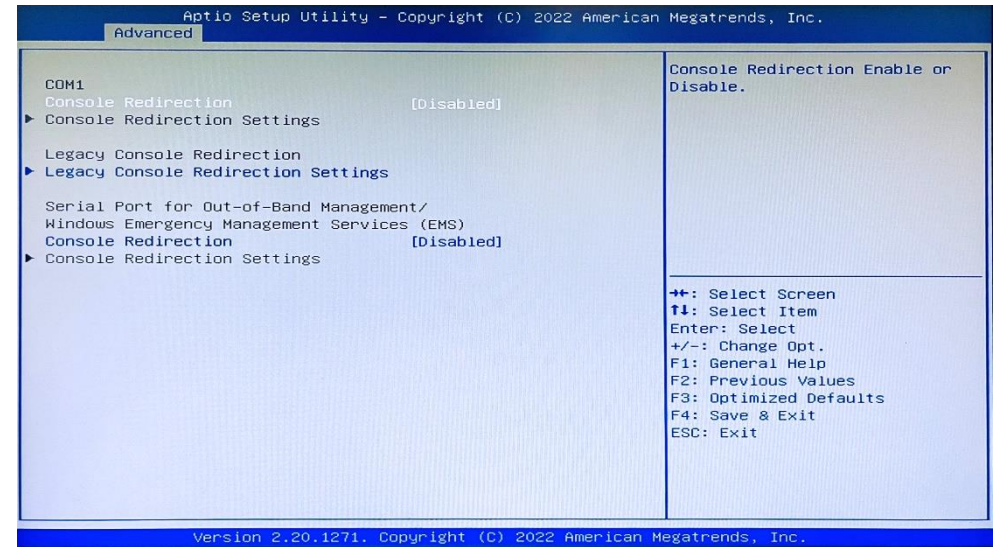 Aptio Setup Utility – Copyright (C) 2022 American Megatrends, Inc.
Advanced
COM1
Console Redirection [Disabled]
▶ Console Redirection Settings
Legacy Console Redirection
▶ Legacy Console Redirection Settings
Serial Port for Out-of-Band Management/
Windows Emergency Management Services (EMS)
Console Redirection [Disabled]
▶ Console Redirection Settings
Console Redirection Enable or
Disable.
→←: Select Screen
↑↓: Select Item
Enter: Select
+/-: Change Opt.
F1: General Help
F2: Previous Values
F3: Optimized Defaults
F4: Save & Exit
ESC: Exit
Version 2.20.1271. Copyright (C) 2022 American Megatrends, Inc.